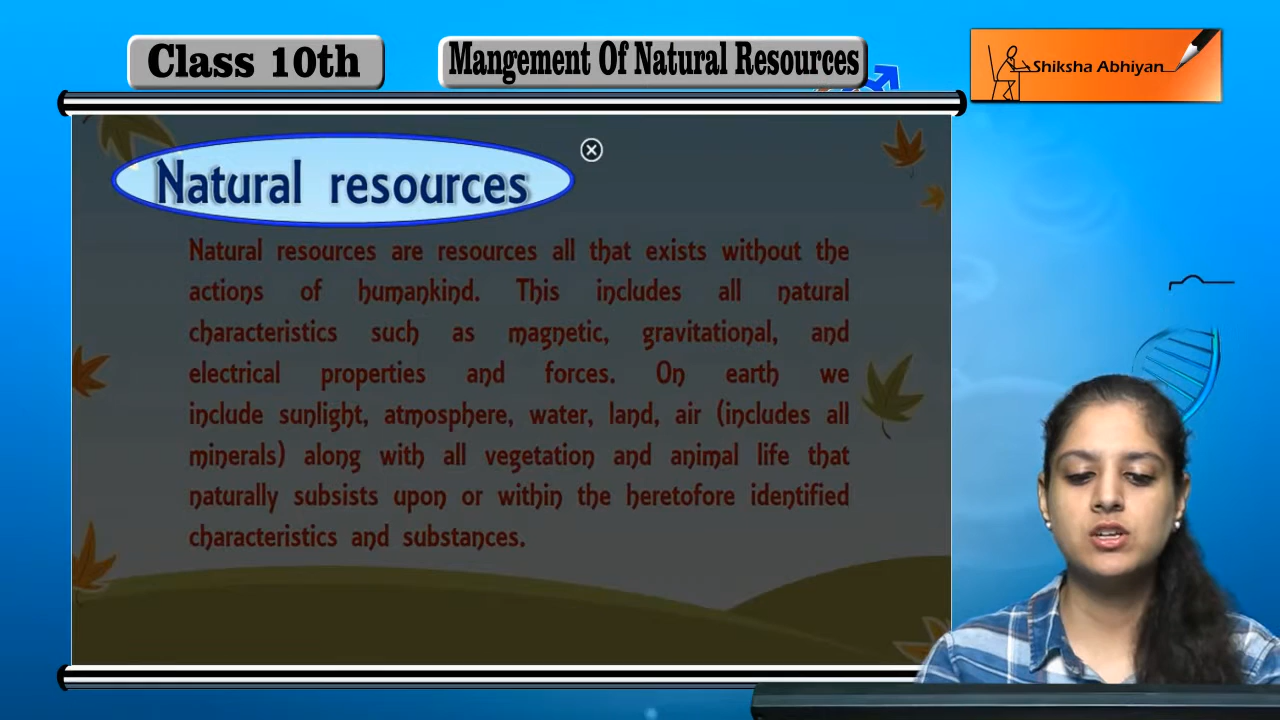 Class 10th
Mangement Of Natural Resources
Shiksha Abhiyan
Natural resources
Natural resources are resources all that exists without the
actions of humankind. This includes all natural
characteristics such as magnetic, gravitational, and
electrical properties and forces. On earth we
include sunlight, atmosphere, water, land, air (includes all
minerals) along with all vegetation and animal life that
naturally subsists upon or within the heretofore identified
characteristics and substances.